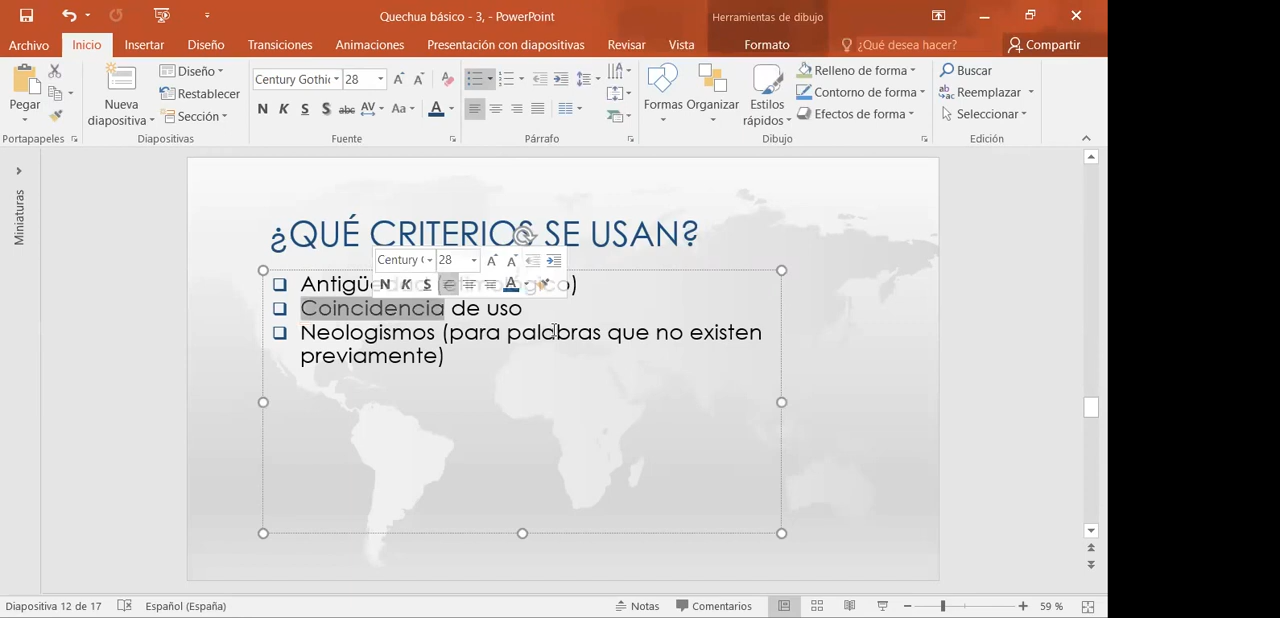 Quechua básico - 3, - PowerPoint
Herramientas de dibujo
Archivo
Inicio
Insertar
Diseño
Transiciones
Animaciones
Presentación con diapositivas
Revisar
Vista
Formato
¿Qué desea hacer?
Compartir
Pegar
Nueva diapositiva
Diseño
Restablecer
Sección
Century Gothic
28
N K S abc AV Aa A
Formas
Organizar
Estilos rápidos
Relleno de forma
Contorno de forma
Efectos de forma
Buscar
Reemplazar
Seleccionar
Portapapeles
Diapositivas
Fuente
Párrafo
Dibujo
Edición
Miniaturas
¿QUÉ CRITERIOS SE USAN?
Century
28
N K S A
Coincidencia de uso
Neologismos (para palabras que no existen
previamente)
Diapositiva 12 de 17
Español (España)
Notas
Comentarios
59 %